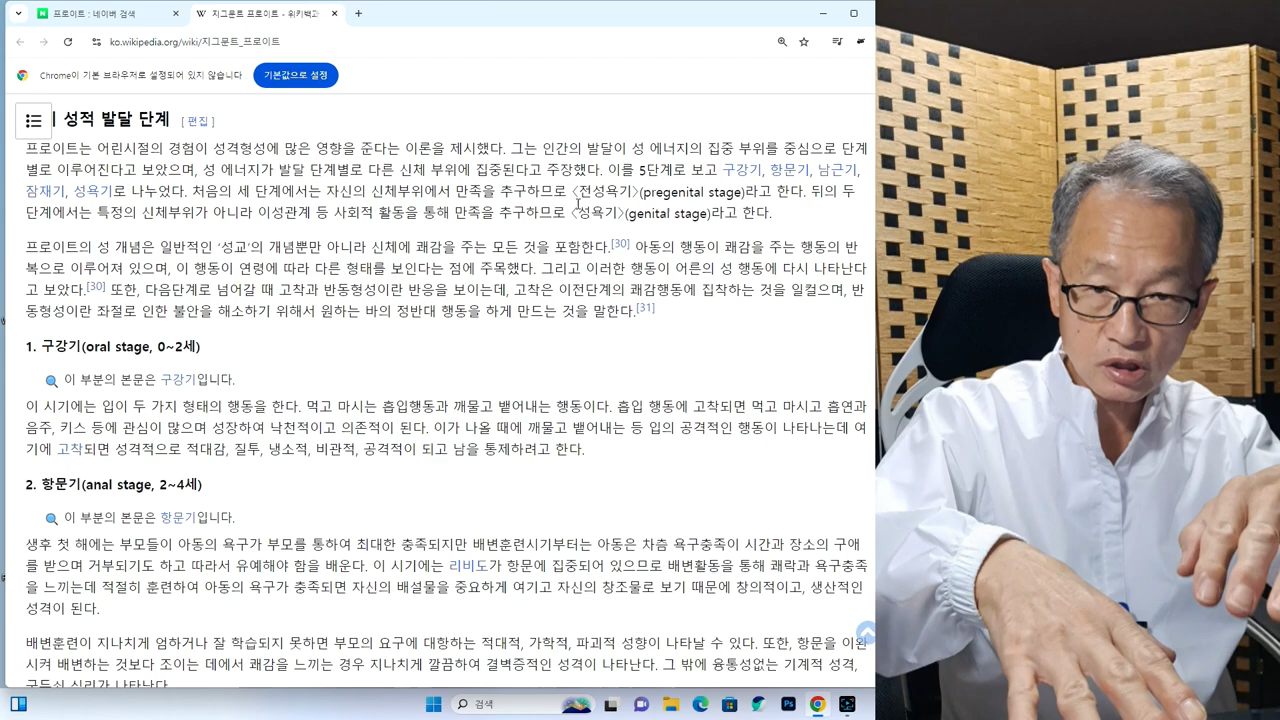 프로이트 : 네이버 검색
지그문트 프로이트 - 위키백과
ko.wikipedia.org/wiki/지그문트_프로이트
Chrome이 기본 브라우저로 설정되어 있지 않습니다 기본값으로 설정
성적 발달 단계 [ 편집 ]
프로이트는 어린시절의 경험이 성격형성에 많은 영향을 준다는 이론을 제시했다. 그는 인간의 발달이 성 에너지의 집중 부위를 중심으로 단계
별로 이루어진다고 보았으며, 성 에너지가 발달 단계별로 다른 신체 부위에 집중된다고 주장했다. 이를 5단계로 보고 구강기, 항문기, 남근기,
잠재기, 성욕기로 나누었다. 처음의 세 단계에서는 자신의 신체부위에서 만족을 추구하므로 〈전성욕기〉(pregenital stage)라고 한다. 뒤의 두
단계에서는 특정의 신체부위가 아니라 이성관계 등 사회적 활동을 통해 만족을 추구하므로 〈성욕기〉(genital stage)라고 한다.
프로이트의 성 개념은 일반적인 '성교'의 개념뿐만 아니라 신체에 쾌감을 주는 모든 것을 포함한다.[30] 아동의 행동이 쾌감을 주는 행동의 반
복으로 이루어져 있으며, 이 행동이 연령에 따라 다른 형태를 보인다는 점에 주목했다. 그리고 이러한 행동이 어른의 성 행동에 다시 나타난다
고 보았다.[30] 또한, 다음단계로 넘어갈 때 고착과 반동형성이란 반응을 보이는데, 고착은 이전단계의 쾌감행동에 집착하는 것을 일컬으며, 반
동형성이란 좌절로 인한 불안을 해소하기 위해서 원하는 바의 정반대 행동을 하게 만드는 것을 말한다.[31]
1. 구강기(oral stage, 0~2세)
이 부분의 본문은 구강기입니다.
이 시기에는 입이 두 가지 형태의 행동을 한다. 먹고 마시는 흡입행동과 깨물고 뱉어내는 행동이다. 흡입 행동에 고착되면 먹고 마시고 흡연과
음주, 키스 등에 관심이 많으며 성장하여 낙천적이고 의존적이 된다. 이가 나올 때에 깨물고 뱉어내는 등 입의 공격적인 행동이 나타나는데 여
기에 고착되면 성격적으로 적대감, 질투, 냉소적, 비관적, 공격적이 되고 남을 통제하려고 한다.
2. 항문기(anal stage, 2~4세)
이 부분의 본문은 항문기입니다.
생후 첫 해에는 부모들이 아동의 욕구가 부모를 통하여 최대한 충족되지만 배변훈련시기부터는 아동은 차츰 욕구충족이 시간과 장소의 구애
를 받으며 거부되기도 하고 따라서 유예해야 함을 배운다. 이 시기에는 리비도가 항문에 집중되어 있으므로 배변활동을 통해 쾌락과 욕구충족
을 느끼는데 적절히 훈련하여 아동의 욕구가 충족되면 자신의 배설물을 중요하게 여기고 자신의 창조물로 보기 때문에 창의적이고, 생산적인
성격이 된다.
배변훈련이 지나치게 엄하거나 잘 학습되지 못하면 부모의 요구에 대항하는 적대적, 가학적, 파괴적 성향이 나타날 수 있다. 또한, 항문을 이완
시켜 배변하는 것보다 조이는 데에서 쾌감을 느끼는 경우 지나치게 깔끔하여 결벽증적인 성격이 나타난다. 그 밖에 융통성없는 기계적 성격,
구두쇠 심리가 나타난다.
검색
Ps